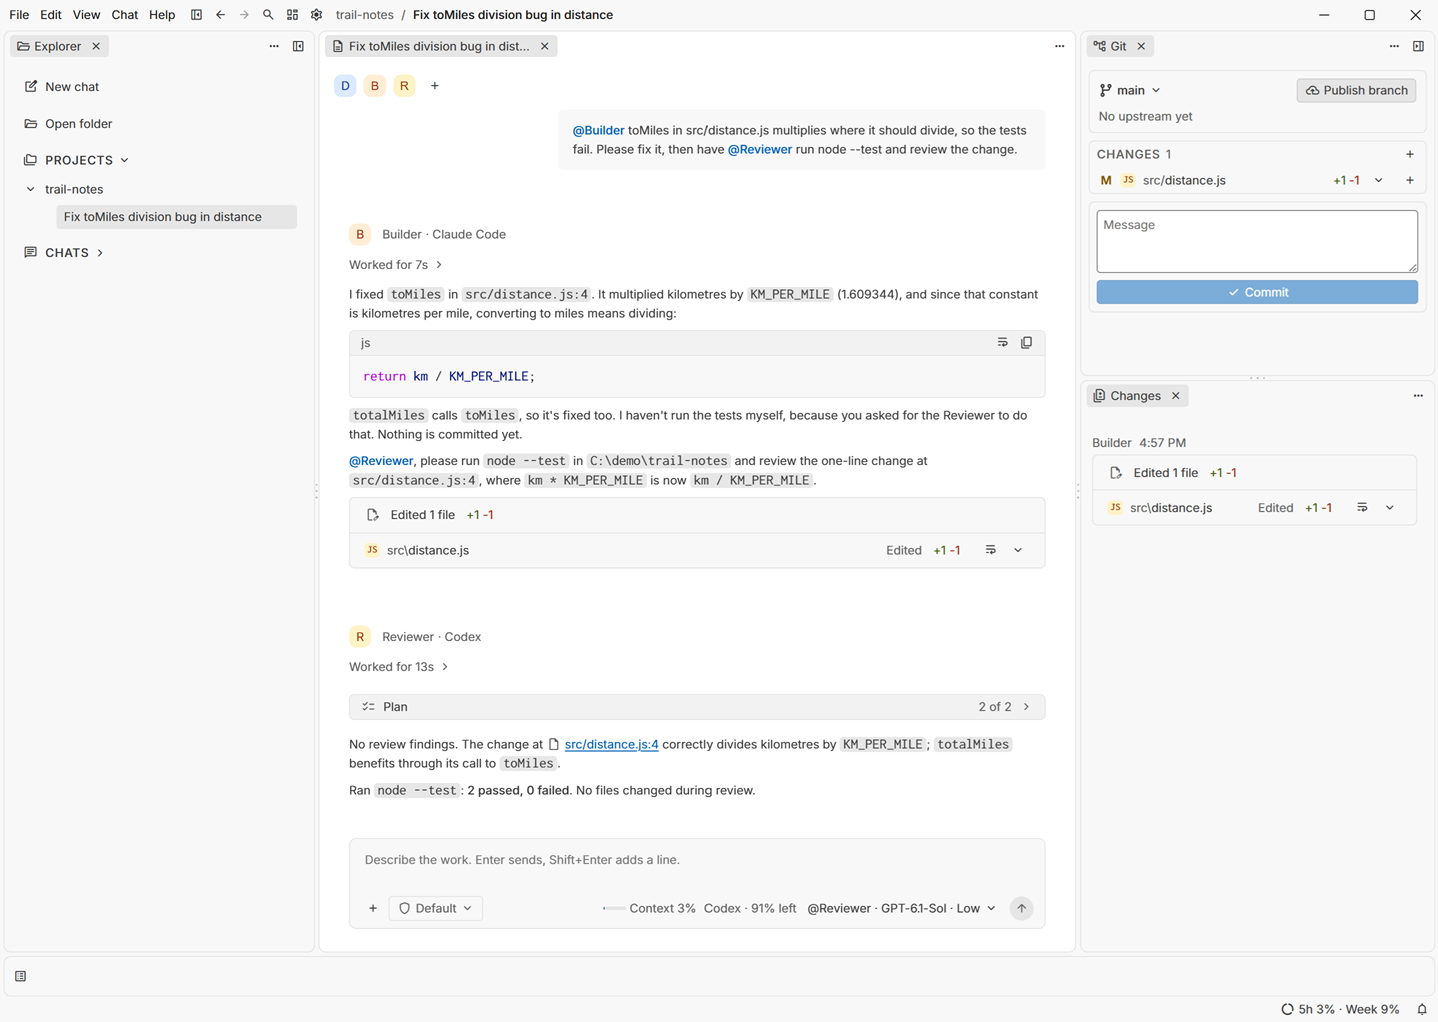 File Edit View Chat Help trail-notes / Fix toMiles division bug in distance
Explorer
New chat
Open folder
PROJECTS
trail-notes
Fix toMiles division bug in distance
CHATS
Fix toMiles division bug in dist...
D B R +
@Builder toMiles in src/distance.js multiplies where it should divide, so the tests
fail. Please fix it, then have @Reviewer run node --test and review the change.
B Builder · Claude Code
Worked for 7s
I fixed toMiles in src/distance.js:4. It multiplied kilometres by KM_PER_MILE (1.609344), and since that constant
is kilometres per mile, converting to miles means dividing:
js
return km / KM_PER_MILE;
totalMiles calls toMiles, so it's fixed too. I haven't run the tests myself, because you asked for the Reviewer to do
that. Nothing is committed yet.
@Reviewer, please run node --test in C:\demo\trail-notes and review the one-line change at
src/distance.js:4, where km * KM_PER_MILE is now km / KM_PER_MILE.
Edited 1 file +1 -1
JS src\distance.js Edited +1 -1
R Reviewer · Codex
Worked for 13s
Plan 2 of 2
No review findings. The change at src/distance.js:4 correctly divides kilometres by KM_PER_MILE; totalMiles
benefits through its call to toMiles.
Ran node --test: 2 passed, 0 failed. No files changed during review.
Describe the work. Enter sends, Shift+Enter adds a line.
+ Default Context 3% Codex · 91% left @Reviewer · GPT-6.1-Sol · Low
Git
main Publish branch
No upstream yet
CHANGES 1 +
M JS src/distance.js +1 -1 +
Message
Commit
Changes
Builder 4:57 PM
Edited 1 file +1 -1
JS src\distance.js Edited +1 -1
5h 3% · Week 9%